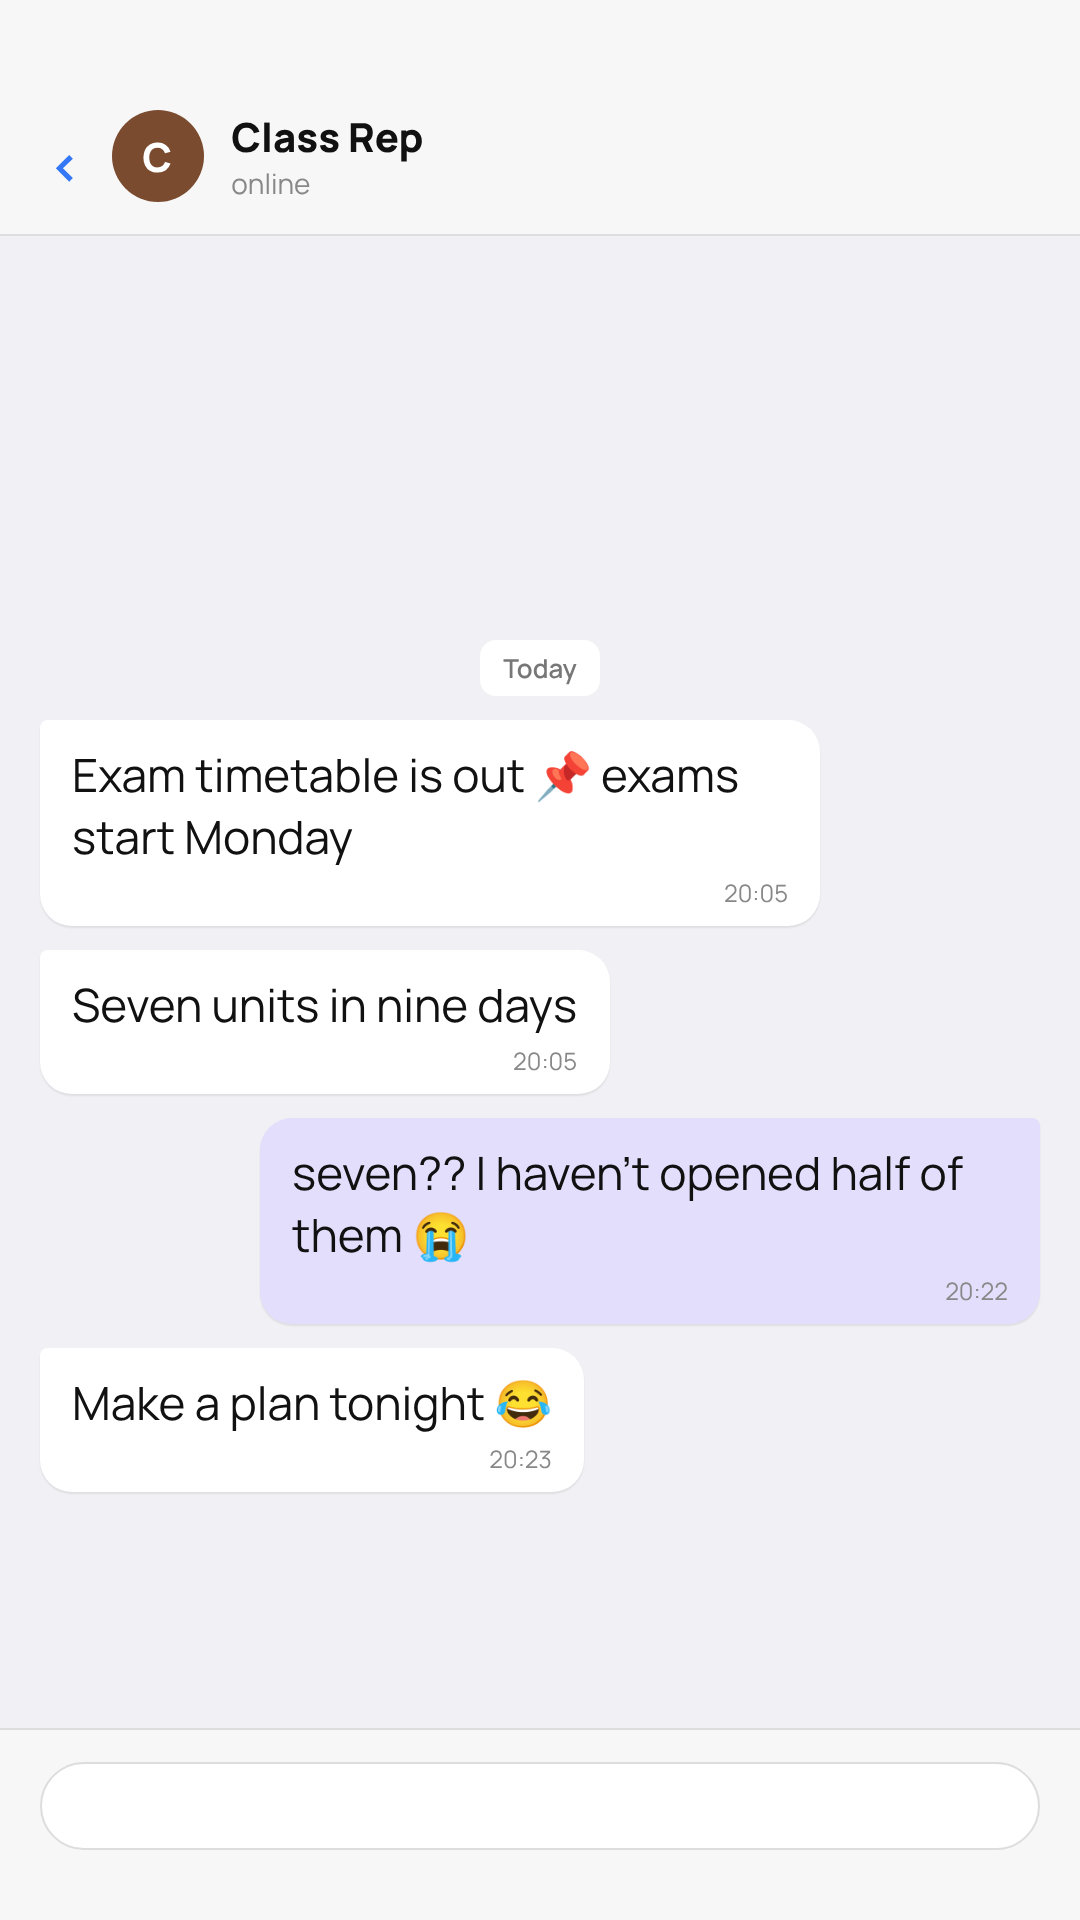 C
Class Rep
online
Today
Exam timetable is out 📌 exams
start Monday
20:05
Seven units in nine days
20:05
seven?? I haven’t opened half of
them 😭
20:22
Make a plan tonight 😂
20:23